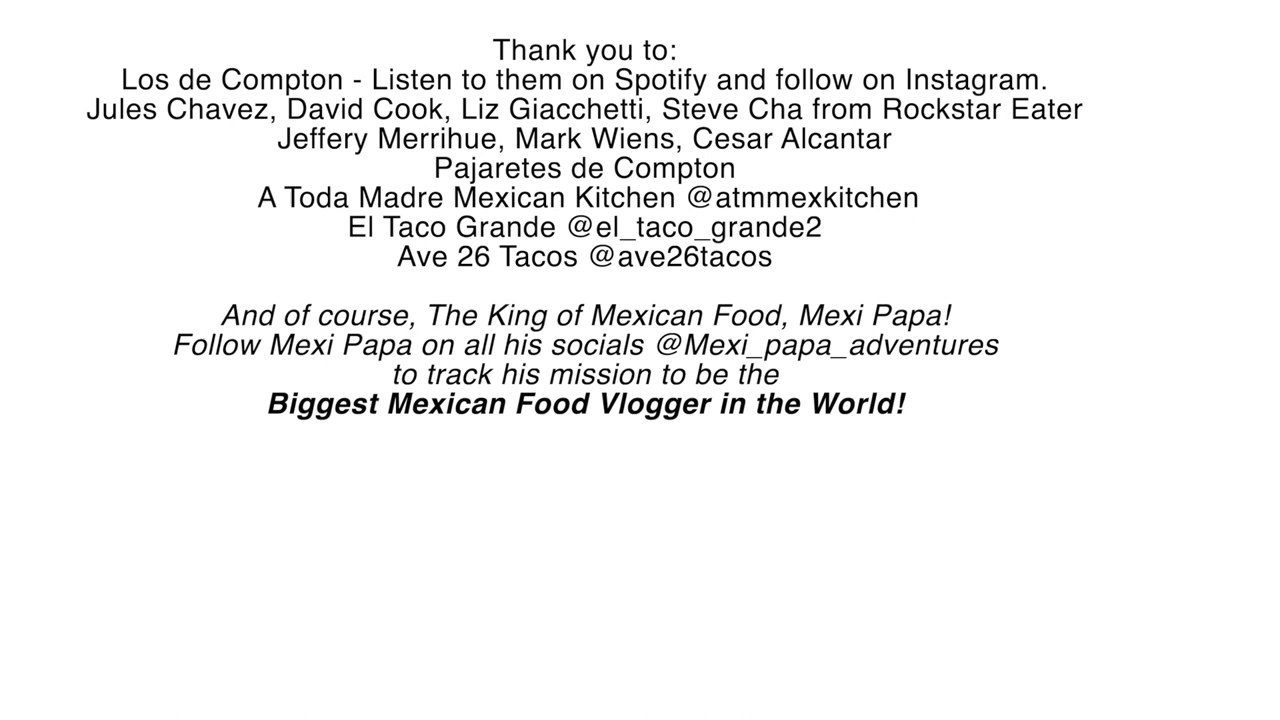 Thank you to:
Los de Compton - Listen to them on Spotify and follow on Instagram.
Jules Chavez, David Cook, Liz Giacchetti, Steve Cha from Rockstar Eater
Jeffery Merrihue, Mark Wiens, Cesar Alcantar
Pajaretes de Compton
A Toda Madre Mexican Kitchen @atmmexkitchen
El Taco Grande @el_taco_grande2
Ave 26 Tacos @ave26tacos
And of course, The King of Mexican Food, Mexi Papa!
Follow Mexi Papa on all his socials @Mexi_papa_adventures
to track his mission to be the
Biggest Mexican Food Vlogger in the World!